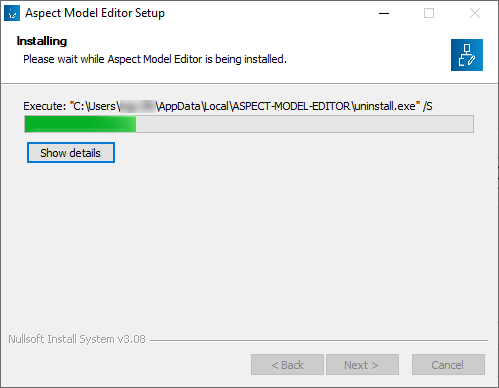 Aspect Model Editor Setup
Installing
Please wait while Aspect Model Editor is being installed.
Execute: "C:\Users\ \AppData\Local\ASPECT-MODEL-EDITOR\uninstall.exe" /S
Show details
Nullsoft Install System v3.08
< Back Next > Cancel